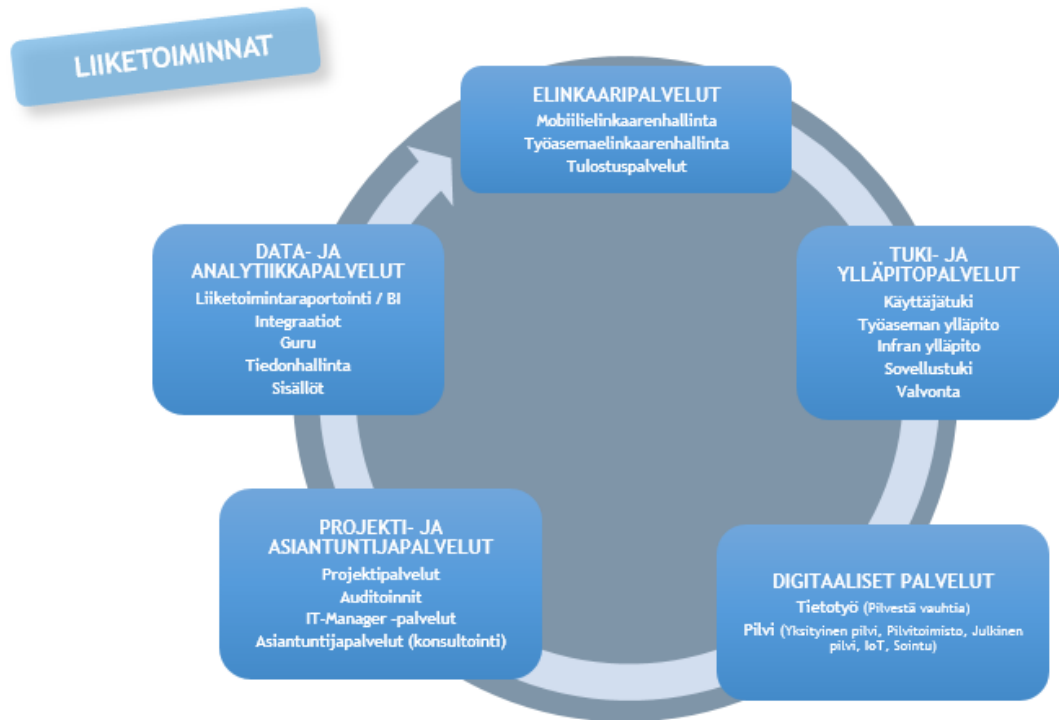 LIIKETOIMINNAT
ELINKAARIPALVELUT
Mobiilielinkaarenhallinta
Työasemaelinkaarenhallinta
Tulostuspalvelut
TUKI- JA
YLLÄPITOPALVELUT
Käyttäjätuki
Työaseman ylläpito
Infran ylläpito
Sovellustuki
Valvonta
DIGITAALISET PALVELUT
Tietotyö (Pilvestä vauhtia)
Pilvi (Yksityinen pilvi, Pilvitoimisto, Julkinen
pilvi, IoT, Sointu)
PROJEKTI- JA
ASIANTUNTIJAPALVELUT
Projektipalvelut
Auditoinnit
IT-Manager -palvelut
Asiantuntijapalvelut (konsultointi)
DATA- JA
ANALYTIIKKAPALVELUT
Liiketoimintaraportointi / BI
Integraatiot
Guru
Tiedonhallinta
Sisällöt